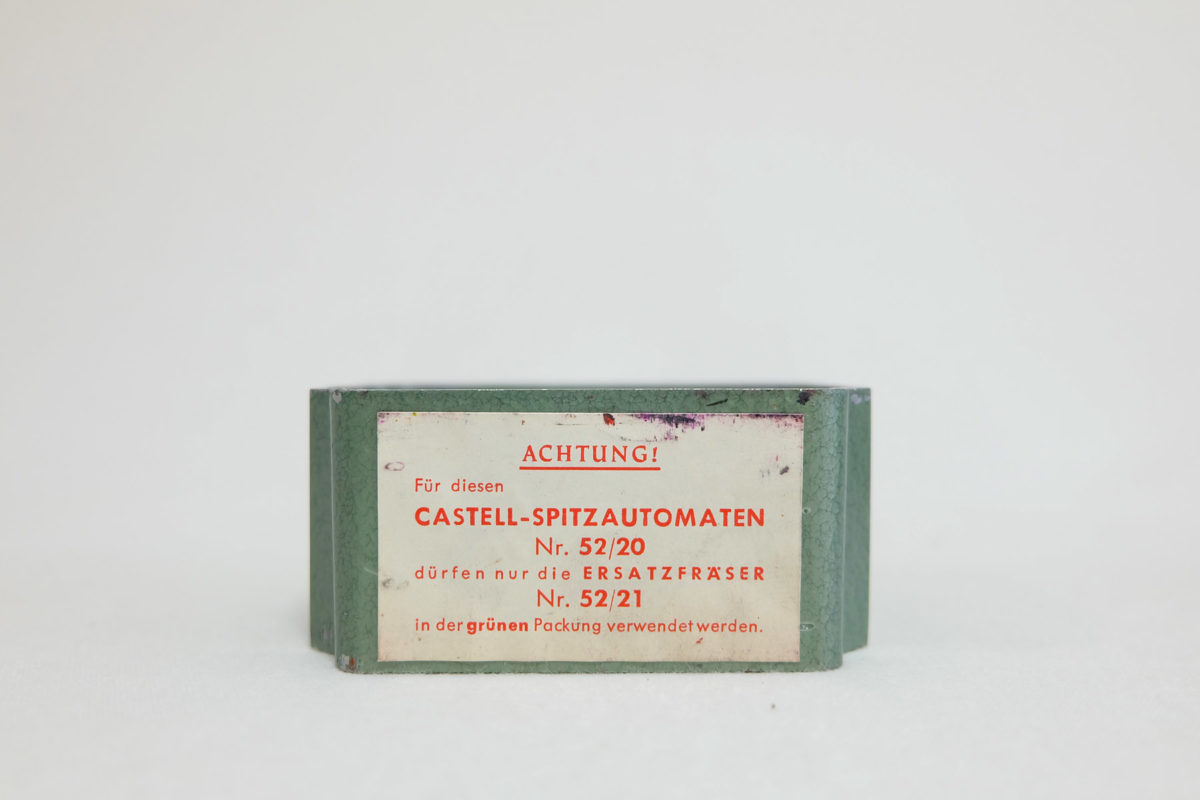 ACHTUNG!
Für diesen
CASTELL-SPITZAUTOMATEN
Nr. 52/20
dürfen nur die ERSATZFRÄSER
Nr. 52/21
in der grünen Packung verwendet werden.